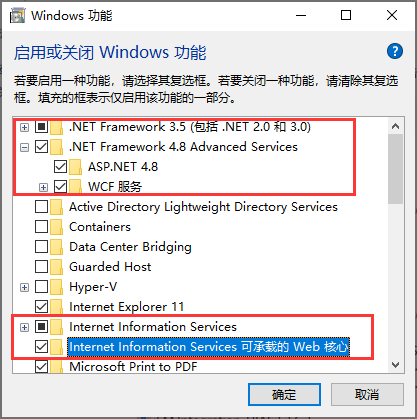 Windows 功能
启用或关闭 Windows 功能
若要启用一种功能，请选择其复选框。若要关闭一种功能，请清除其复选
框。填充的框表示仅启用该功能的一部分。
.NET Framework 3.5 (包括 .NET 2.0 和 3.0)
.NET Framework 4.8 Advanced Services
ASP.NET 4.8
WCF 服务
Active Directory Lightweight Directory Services
Containers
Data Center Bridging
Guarded Host
Hyper-V
Internet Explorer 11
Internet Information Services
Internet Information Services 可承载的 Web 核心
Microsoft Print to PDF
确定
取消